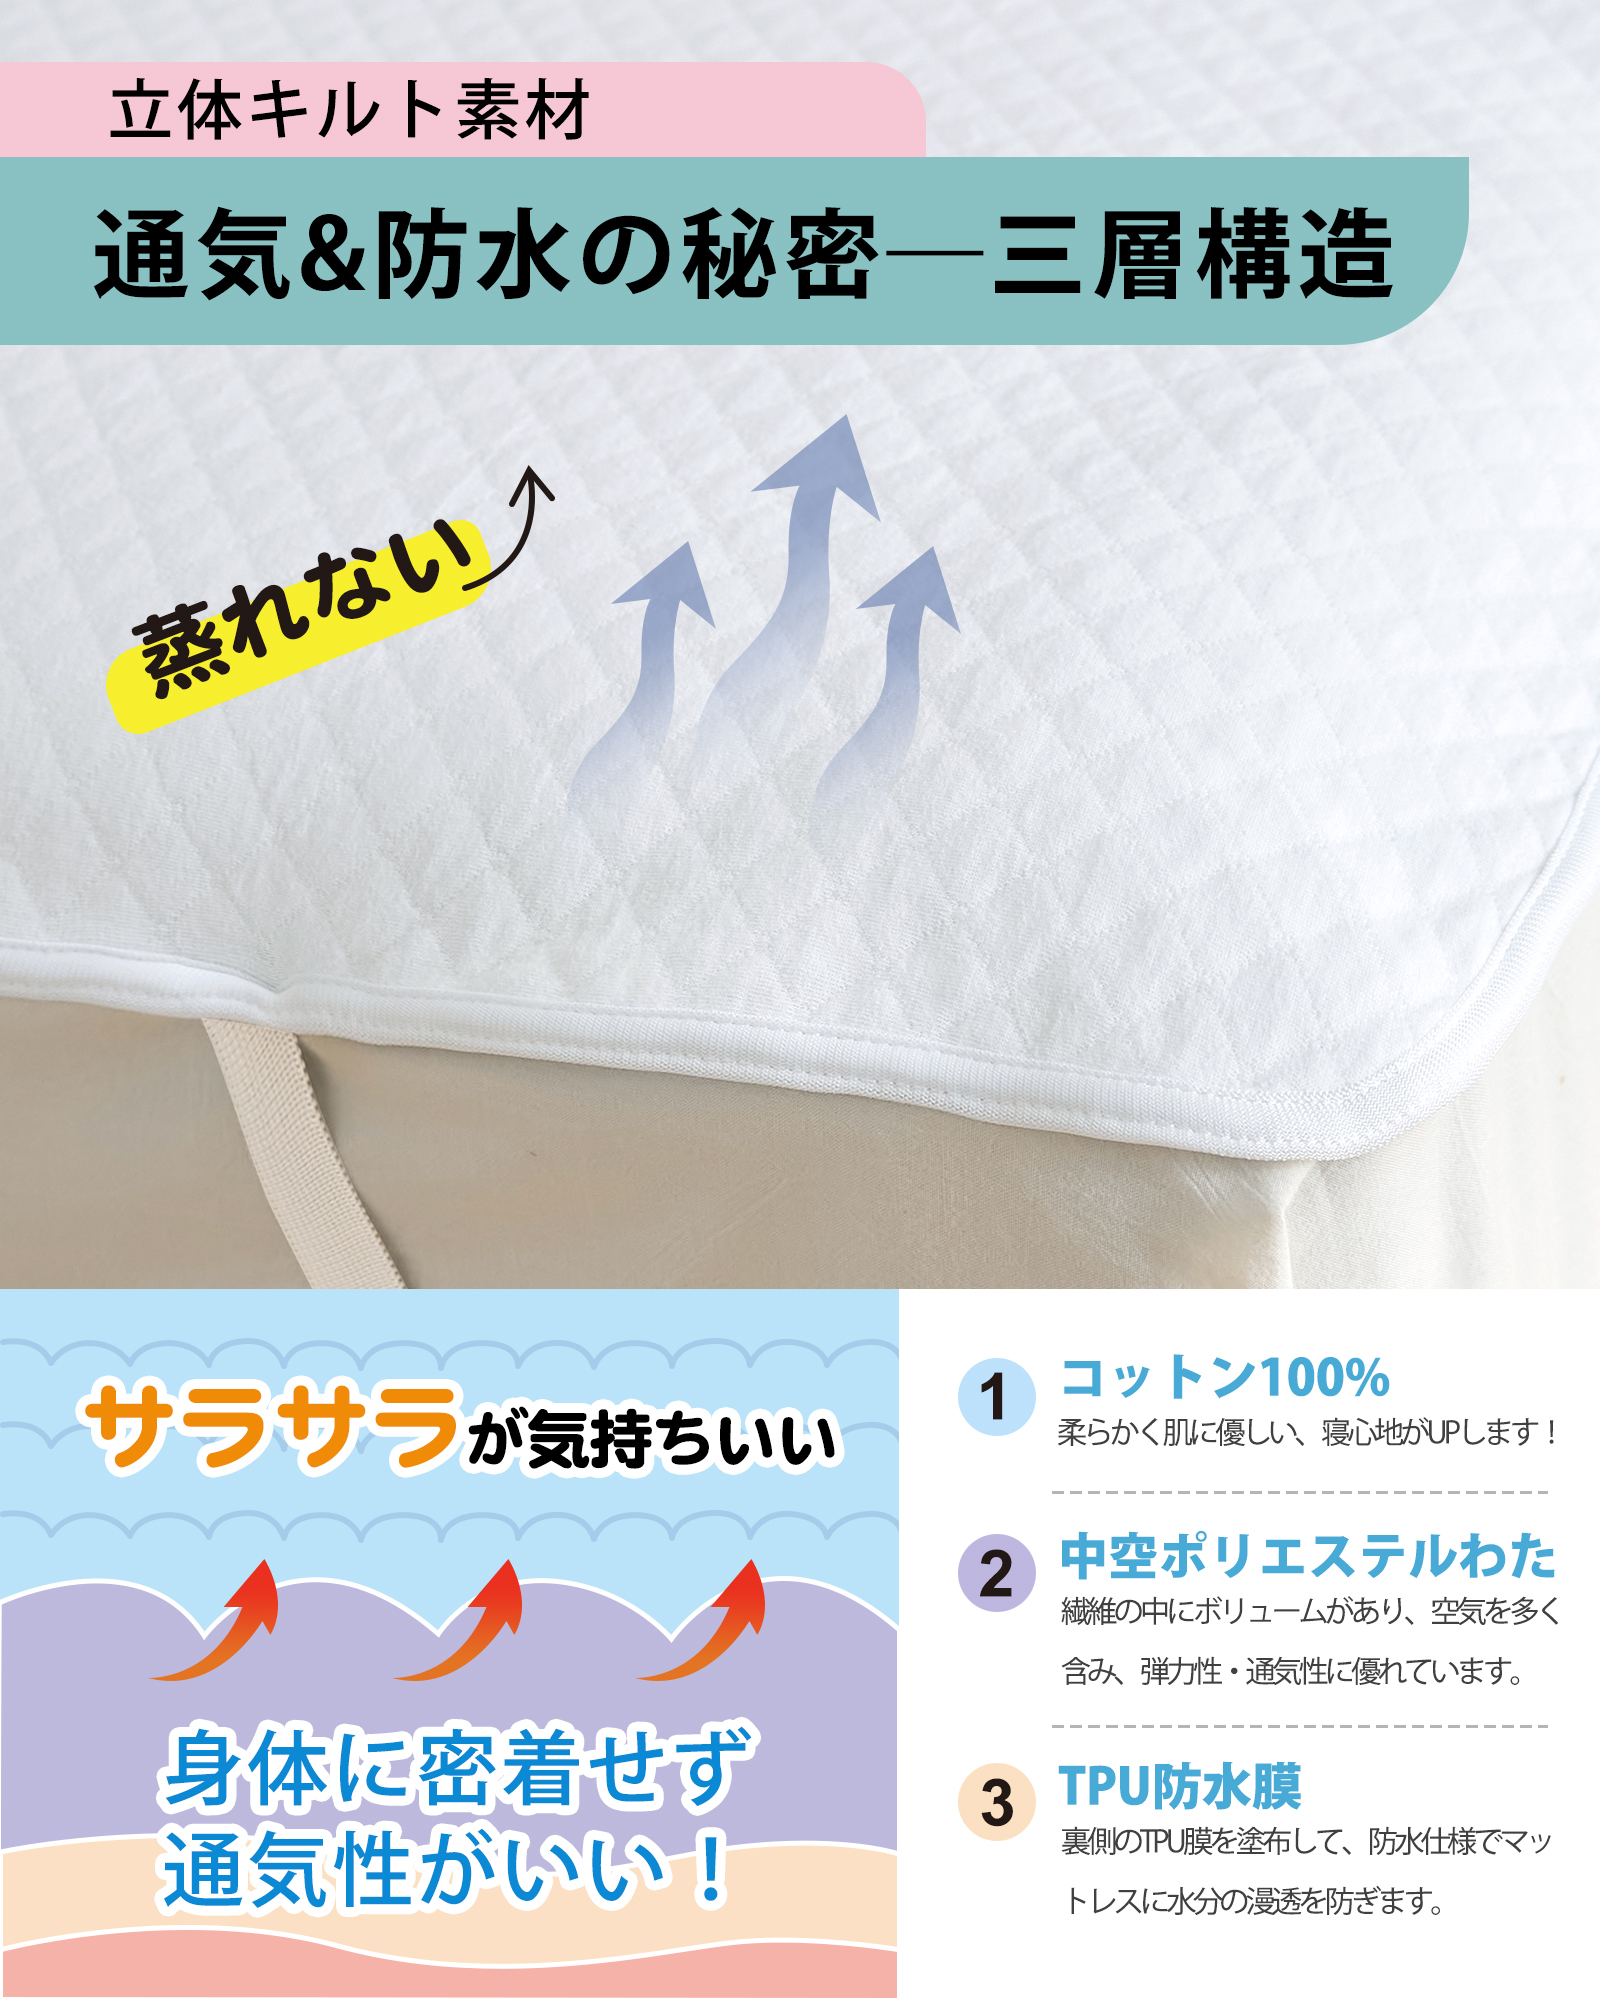 立体キルト素材
通気&防水の秘密—三層構造
蒸れない
サラサラが気持ちいい
身体に密着せず
通気性がいい！
1
コットン100%
柔らかく肌に優しい、寝心地がUPします！
2
中空ポリエステルわた
繊維の中にボリュームがあり、空気を多く
含み、弾力性・通気性に優れています。
3
TPU防水膜
裏側のTPU膜を塗布して、防水仕様でマッ
トレスに水分の浸透を防ぎます。